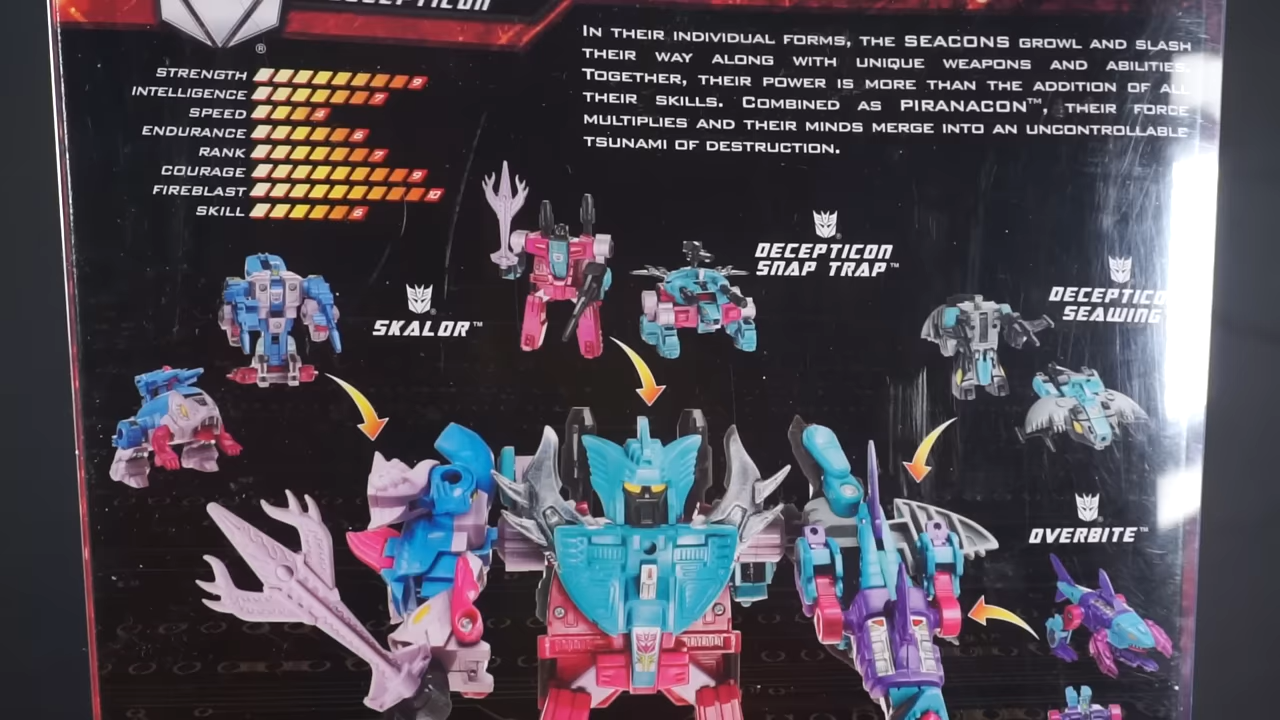 DECEPTICON
®
STRENGTH 9
INTELLIGENCE 7
SPEED 4
ENDURANCE 6
RANK 7
COURAGE 9
FIREBLAST 10
SKILL 6
IN THEIR INDIVIDUAL FORMS, THE SEACONS GROWL AND SLASH
THEIR WAY ALONG WITH UNIQUE WEAPONS AND ABILITIES.
TOGETHER, THEIR POWER IS MORE THAN THE ADDITION OF ALL
THEIR SKILLS. COMBINED AS PIRANACON™, THEIR FORCE
MULTIPLIES AND THEIR MINDS MERGE INTO AN UNCONTROLLABLE
TSUNAMI OF DESTRUCTION.
SKALOR™
DECEPTICON
SNAP TRAP™
DECEPTICO
SEAWING
OVERBITE™